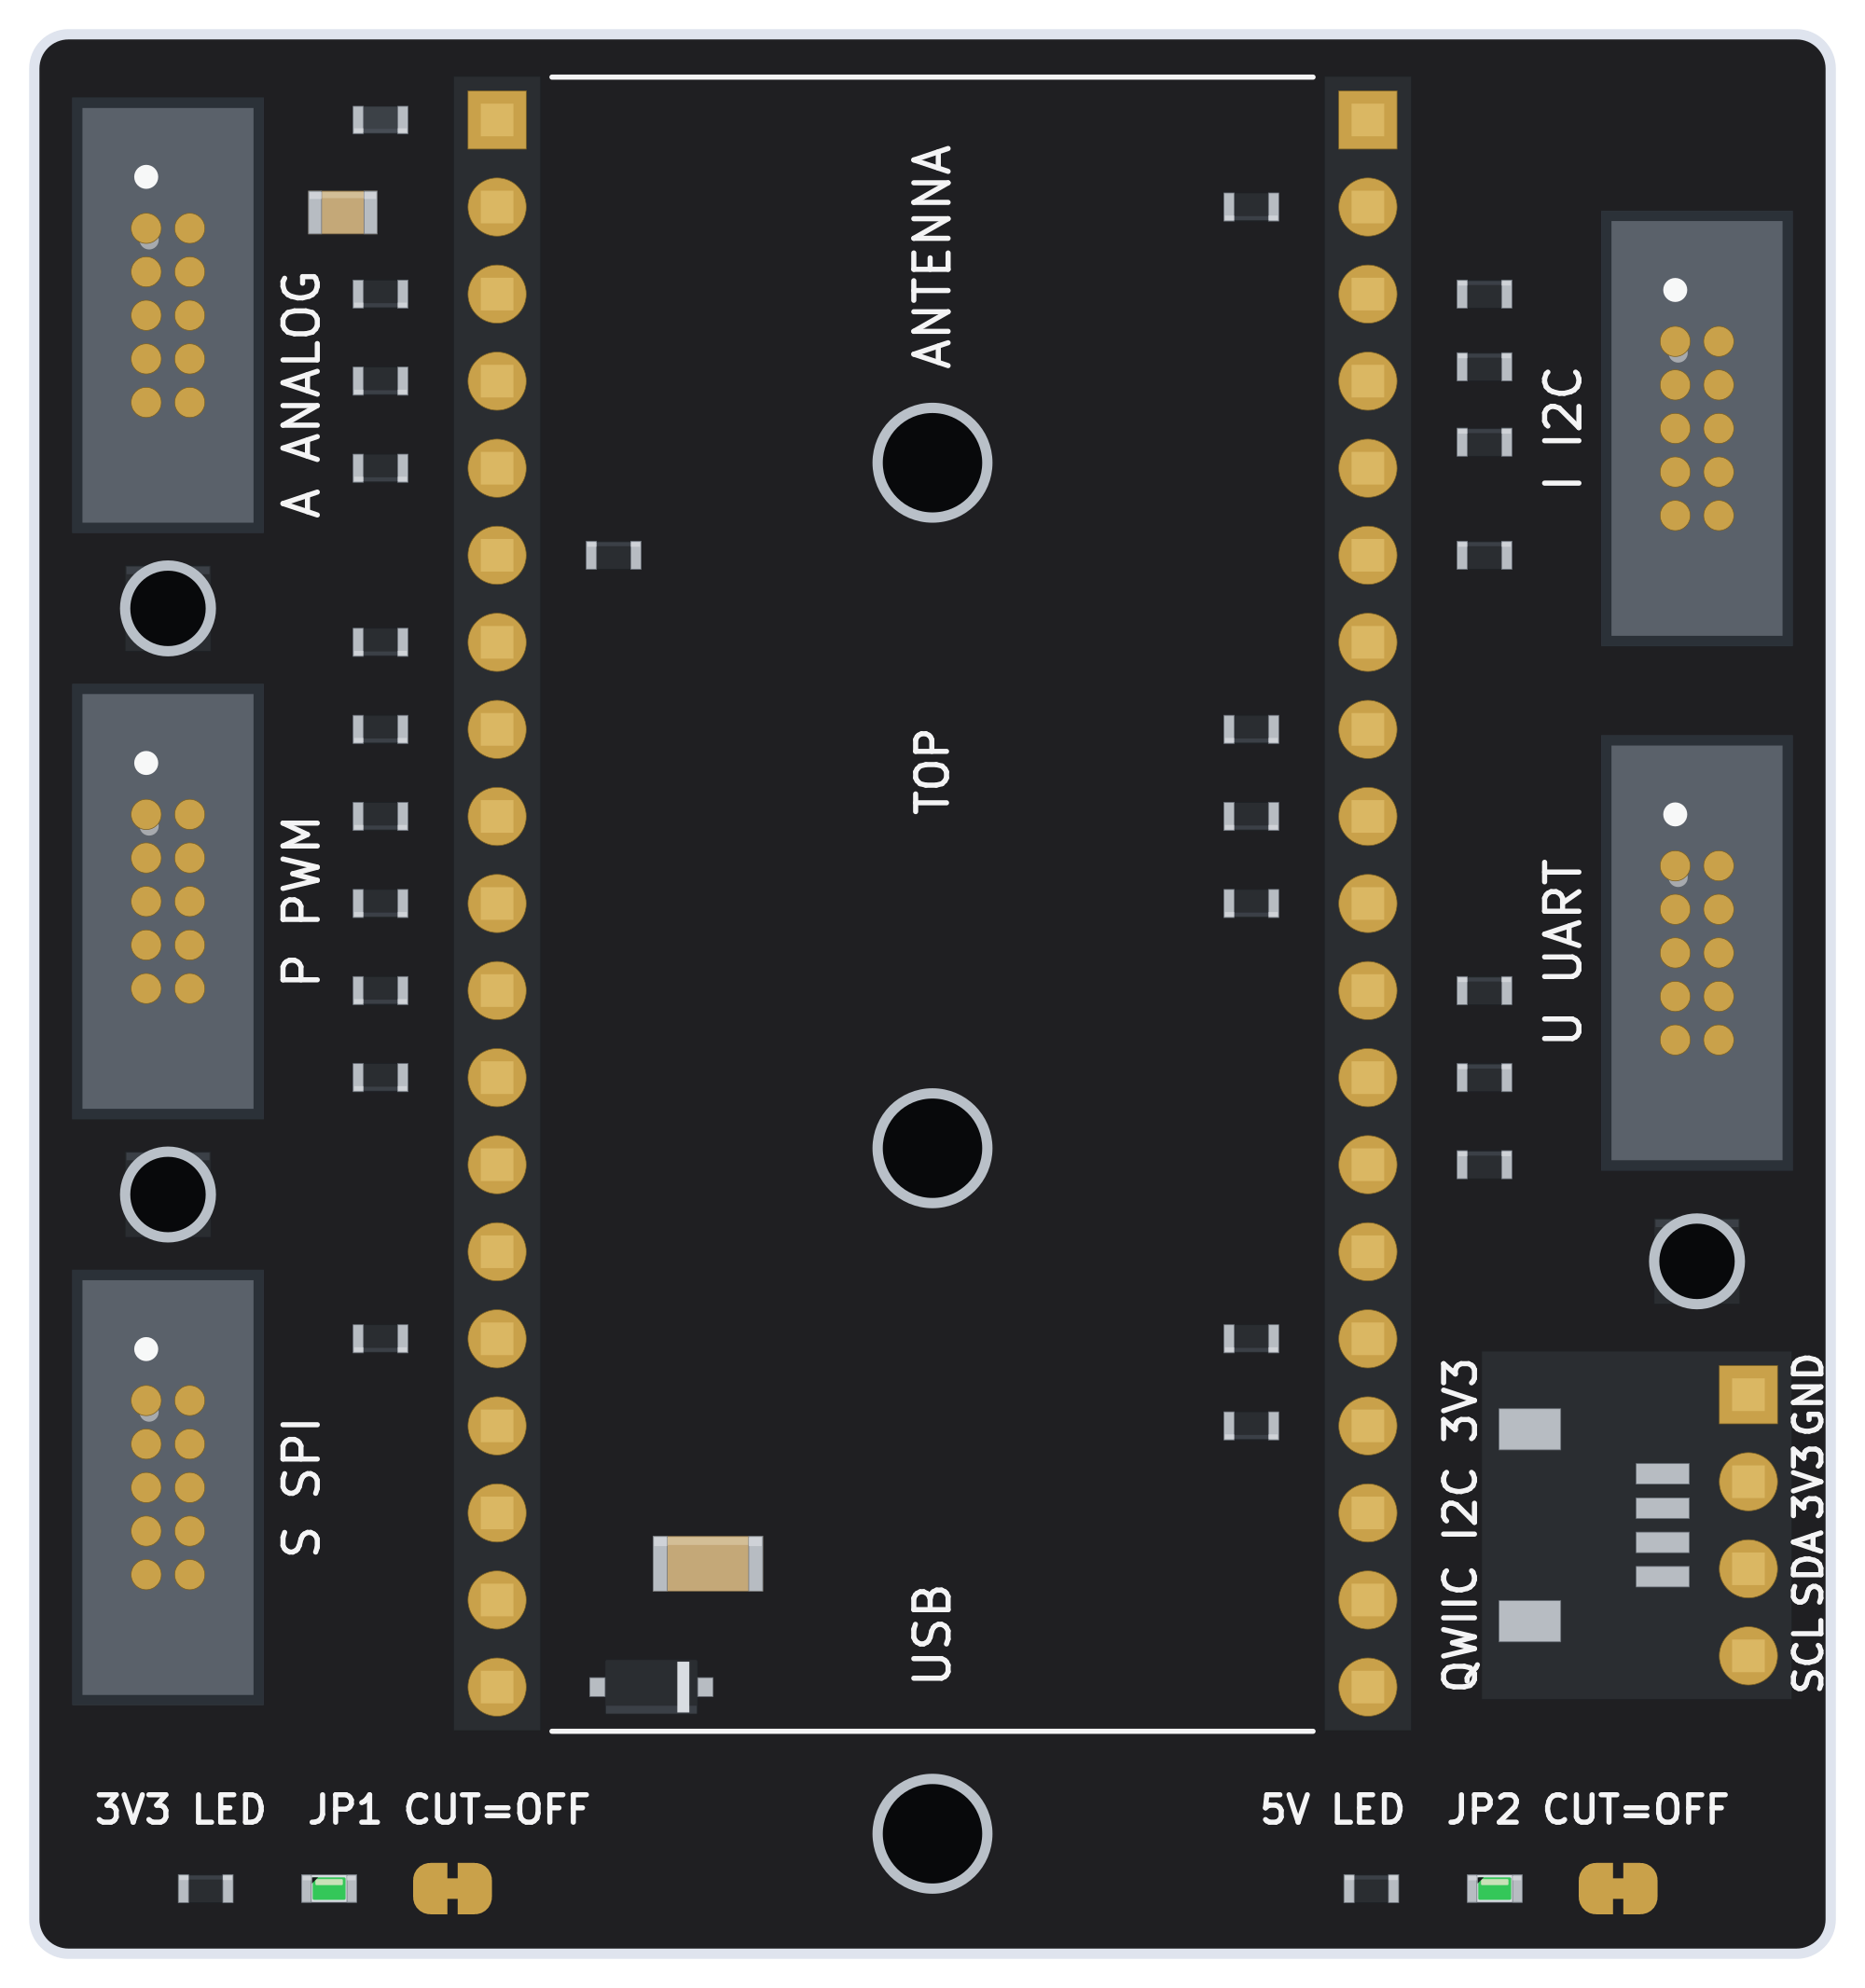 ANTENNA
A ANALOG
I I2C
TOP
P PWM
U UART
S SPI
QWIIC I2C 3V3
GND
3V3
SDA
SCL
USB
3V3 LED JP1 CUT=OFF
5V LED JP2 CUT=OFF